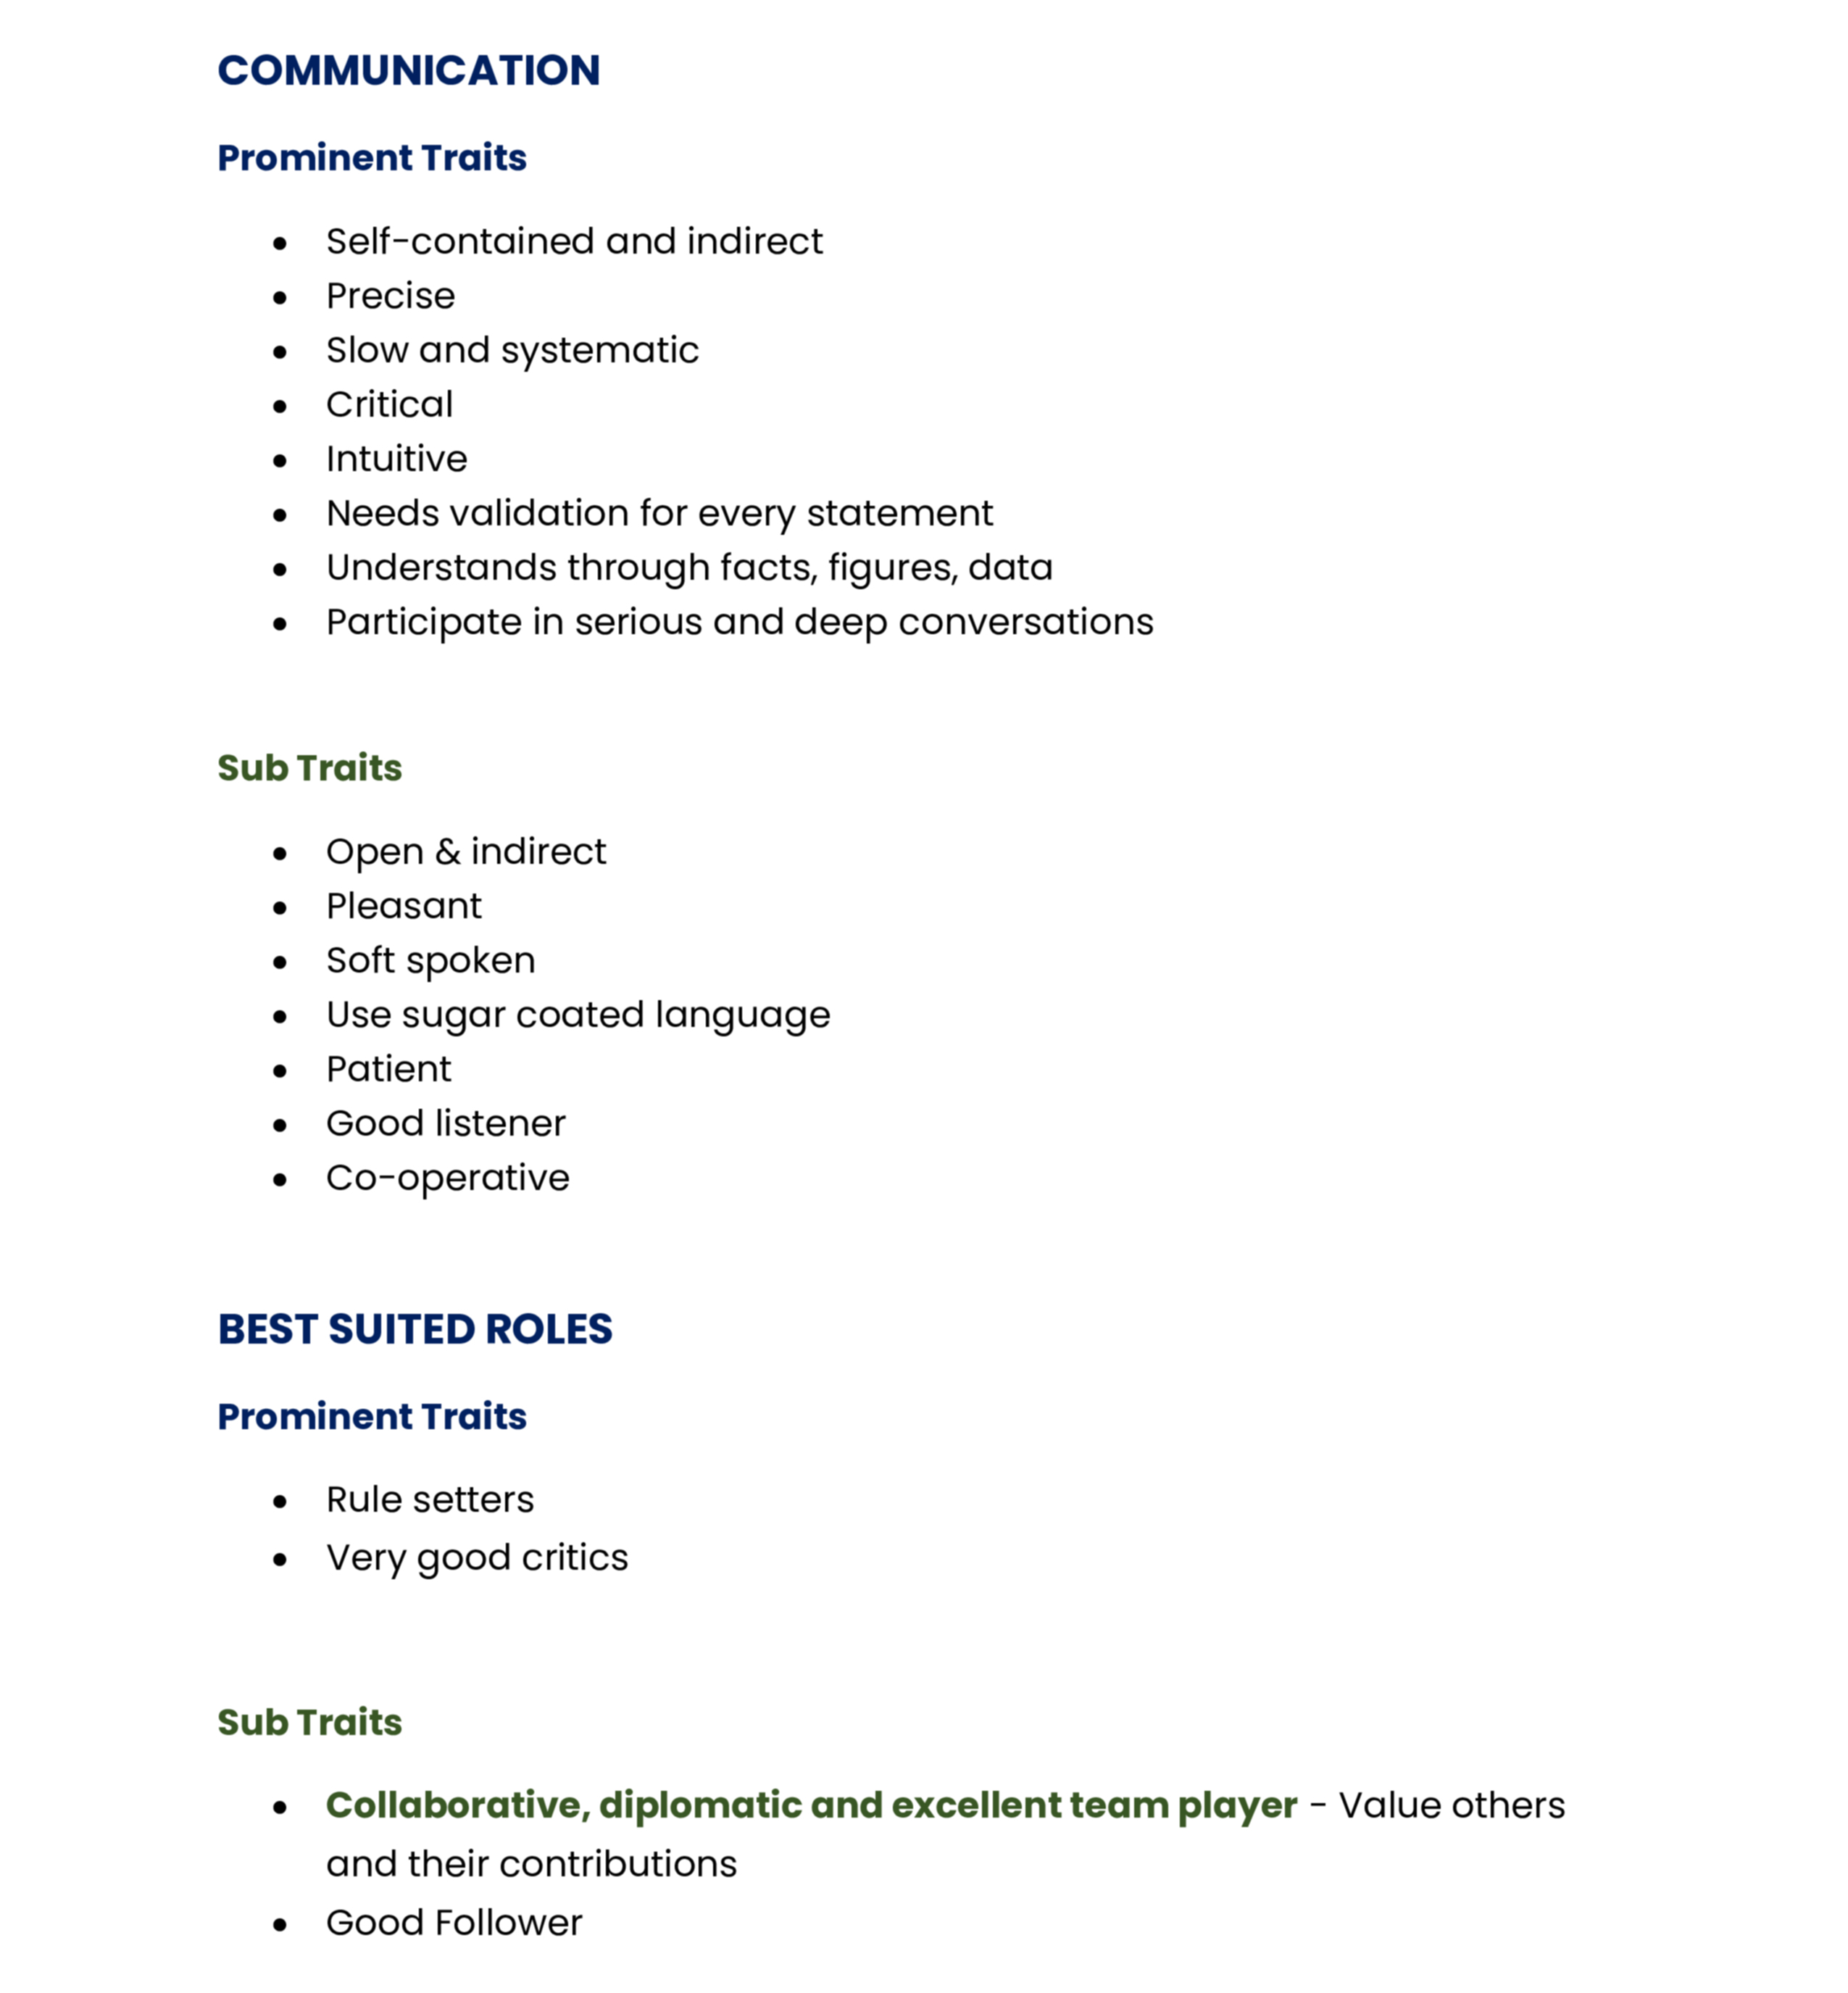 COMMUNICATION
Prominent Traits
● Self-contained and indirect
● Precise
● Slow and systematic
● Critical
● Intuitive
● Needs validation for every statement
● Understands through facts, figures, data
● Participate in serious and deep conversations
Sub Traits
● Open & indirect
● Pleasant
● Soft spoken
● Use sugar coated language
● Patient
● Good listener
● Co-operative
BEST SUITED ROLES
Prominent Traits
● Rule setters
● Very good critics
Sub Traits
● Collaborative, diplomatic and excellent team player - Value others
and their contributions
● Good Follower